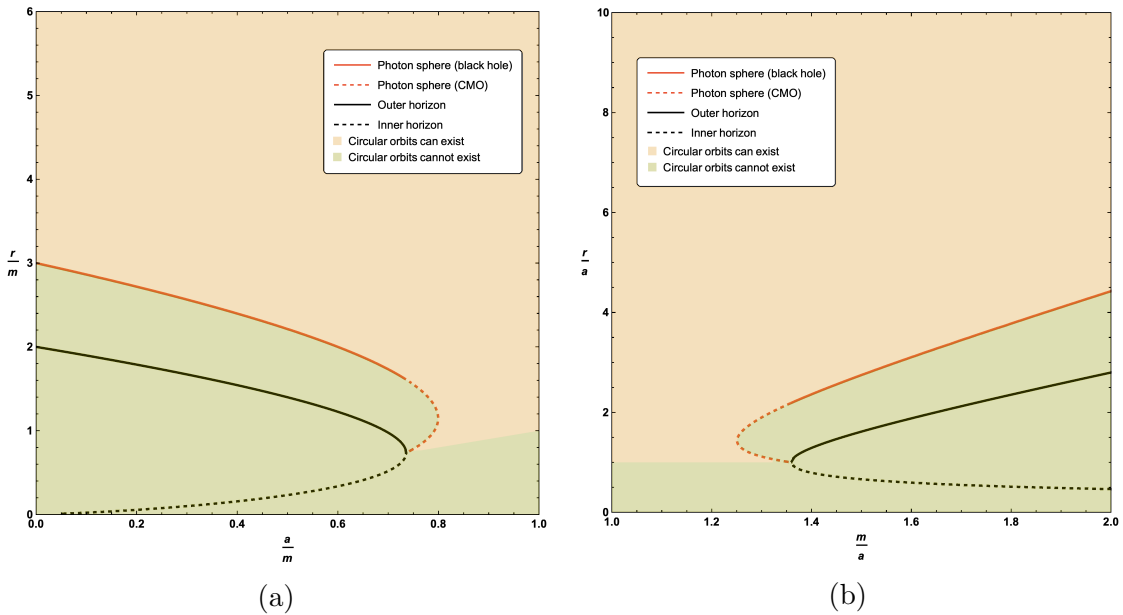 6
5
4
r/m 3
2
1
0
0.0 0.2 0.4 0.6 0.8 1.0
a/m
Photon sphere (black hole)
Photon sphere (CMO)
Outer horizon
Inner horizon
Circular orbits can exist
Circular orbits cannot exist
(a)
10
8
6
r/a
4
2
0
1.0 1.2 1.4 1.6 1.8 2.0
m/a
Photon sphere (black hole)
Photon sphere (CMO)
Outer horizon
Inner horizon
Circular orbits can exist
Circular orbits cannot exist
(b)